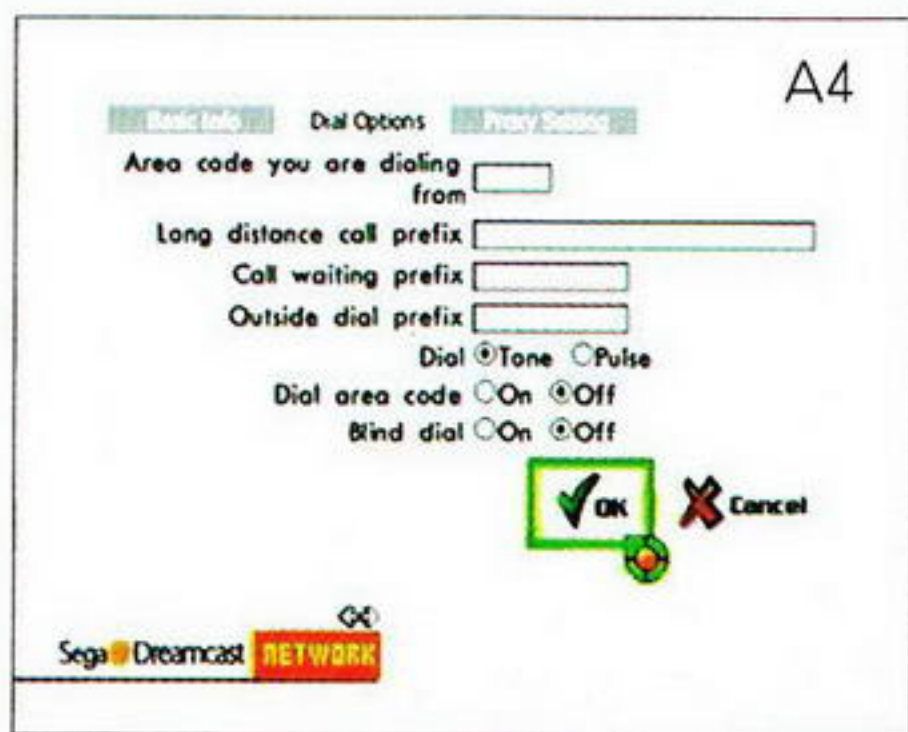 A4
Basic Info Dial Options Proxy Setting
Area code you are dialing
from
Long distance call prefix
Call waiting prefix
Outside dial prefix
Dial Tone Pulse
Dial area code On Off
Blind dial On Off
OK Cancel
Sega Dreamcast NETWORK